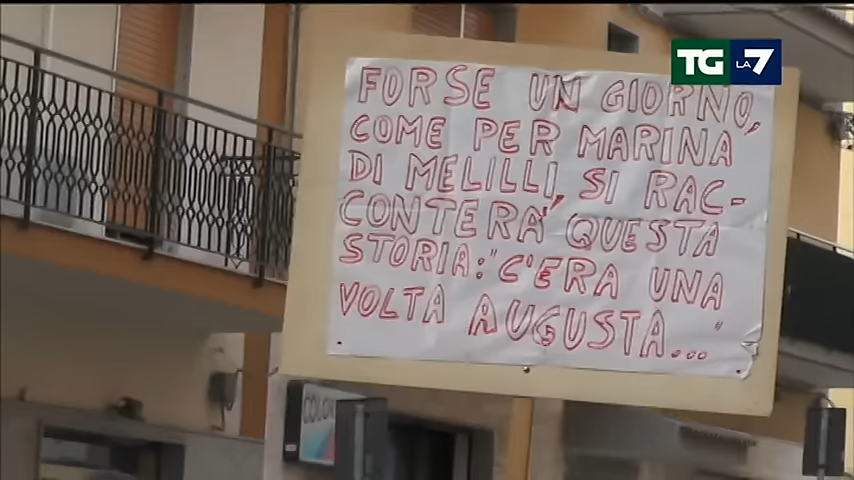 TG LA7
FORSE UN GIORNO,
COME PER MARINA
DI MELILLI, SI RAC-
CONTERÀ QUESTA
STORIA: "C'ERA UNA
VOLTA AUGUSTA..."
COLOR